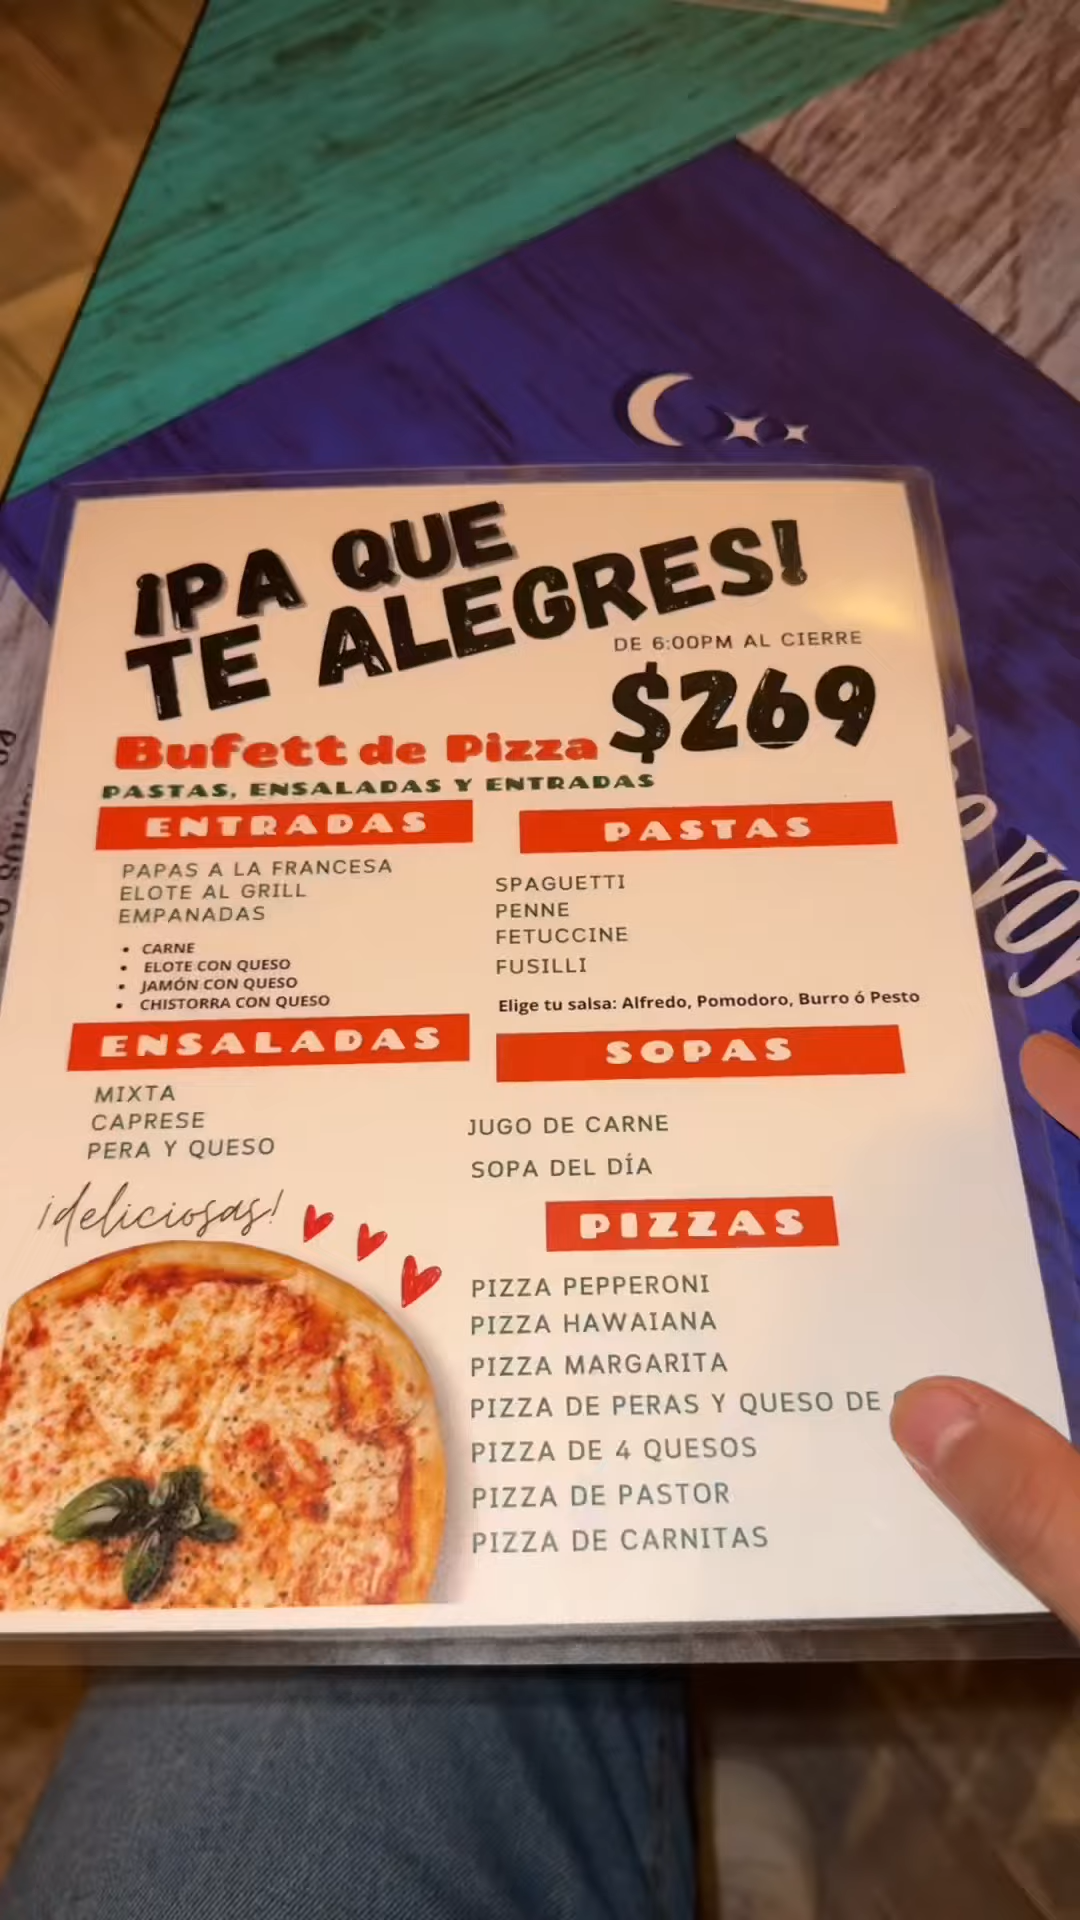 ¡PA QUE
TE ALEGRES!
DE 6:00PM AL CIERRE
$269
Bufett de Pizza
PASTAS, ENSALADAS Y ENTRADAS
ENTRADAS
PAPAS A LA FRANCESA
ELOTE AL GRILL
EMPANADAS
• CARNE
• ELOTE CON QUESO
• JAMÓN CON QUESO
• CHISTORRA CON QUESO
ENSALADAS
MIXTA
CAPRESE
PERA Y QUESO
¡deliciosas!
PASTAS
SPAGUETTI
PENNE
FETUCCINE
FUSILLI
Elige tu salsa: Alfredo, Pomodoro, Burro ó Pesto
SOPAS
JUGO DE CARNE
SOPA DEL DÍA
PIZZAS
PIZZA PEPPERONI
PIZZA HAWAIANA
PIZZA MARGARITA
PIZZA DE PERAS Y QUESO DE
PIZZA DE 4 QUESOS
PIZZA DE PASTOR
PIZZA DE CARNITAS
voy